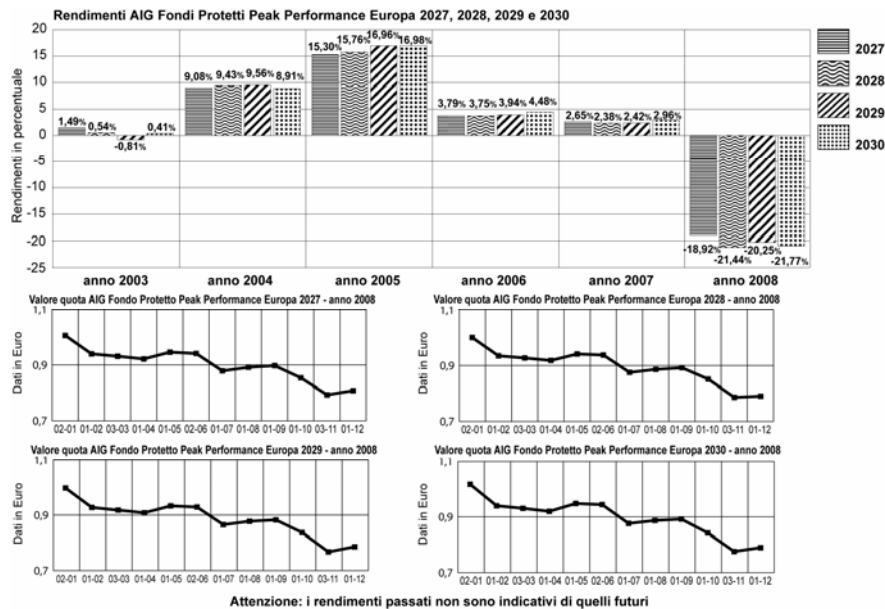 Rendimenti AIG Fondi Protetti Peak Performance Europa 2027, 2028, 2029 e 2030
Rendimenti in percentuale
20
15
10
5
0
-5
-10
-15
-20
-25
1,49% 0,54% -0,81% 0,41%
9,08% 9,43% 9,56% 8,91%
15,30% 15,76% 16,96% 16,98%
3,79% 3,75% 3,94% 4,48%
2,65% 2,38% 2,42% 2,96%
-18,92% -21,44% -20,25% -21,77%
2027
2028
2029
2030
anno 2003 anno 2004 anno 2005 anno 2006 anno 2007 anno 2008
Valore quota AIG Fondo Protetto Peak Performance Europa 2027 - anno 2008
Dati in Euro
1,1
0,9
0,7
02-01 01-02 03-03 01-04 01-05 02-06 01-07 01-08 01-09 01-10 03-11 01-12
Valore quota AIG Fondo Protetto Peak Performance Europa 2028 - anno 2008
Dati in Euro
1,1
0,9
0,7
02-01 01-02 03-03 01-04 01-05 02-06 01-07 01-08 01-09 01-10 03-11 01-12
Valore quota AIG Fondo Protetto Peak Performance Europa 2029 - anno 2008
Dati in Euro
1,1
0,9
0,7
02-01 01-02 03-03 01-04 01-05 02-06 01-07 01-08 01-09 01-10 03-11 01-12
Valore quota AIG Fondo Protetto Peak Performance Europa 2030 - anno 2008
Dati in Euro
1,1
0,9
0,7
02-01 01-02 03-03 01-04 01-05 02-06 01-07 01-08 01-09 01-10 03-11 01-12
Attenzione: i rendimenti passati non sono indicativi di quelli futuri